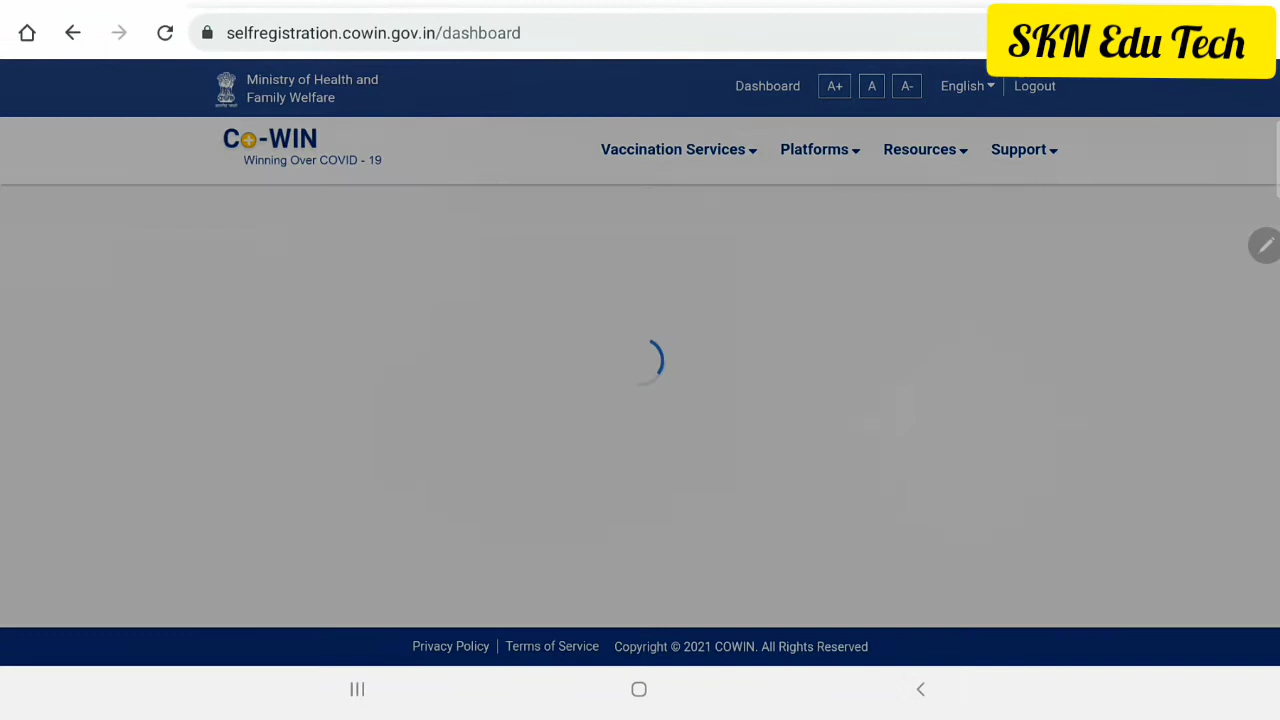 selfregistration.cowin.gov.in/dashboard
SKN Edu Tech
Ministry of Health and
Family Welfare
Dashboard A+ A A- English Logout
Co-WIN
Winning Over COVID - 19
Vaccination Services Platforms Resources Support
Privacy Policy | Terms of Service Copyright © 2021 COWIN. All Rights Reserved